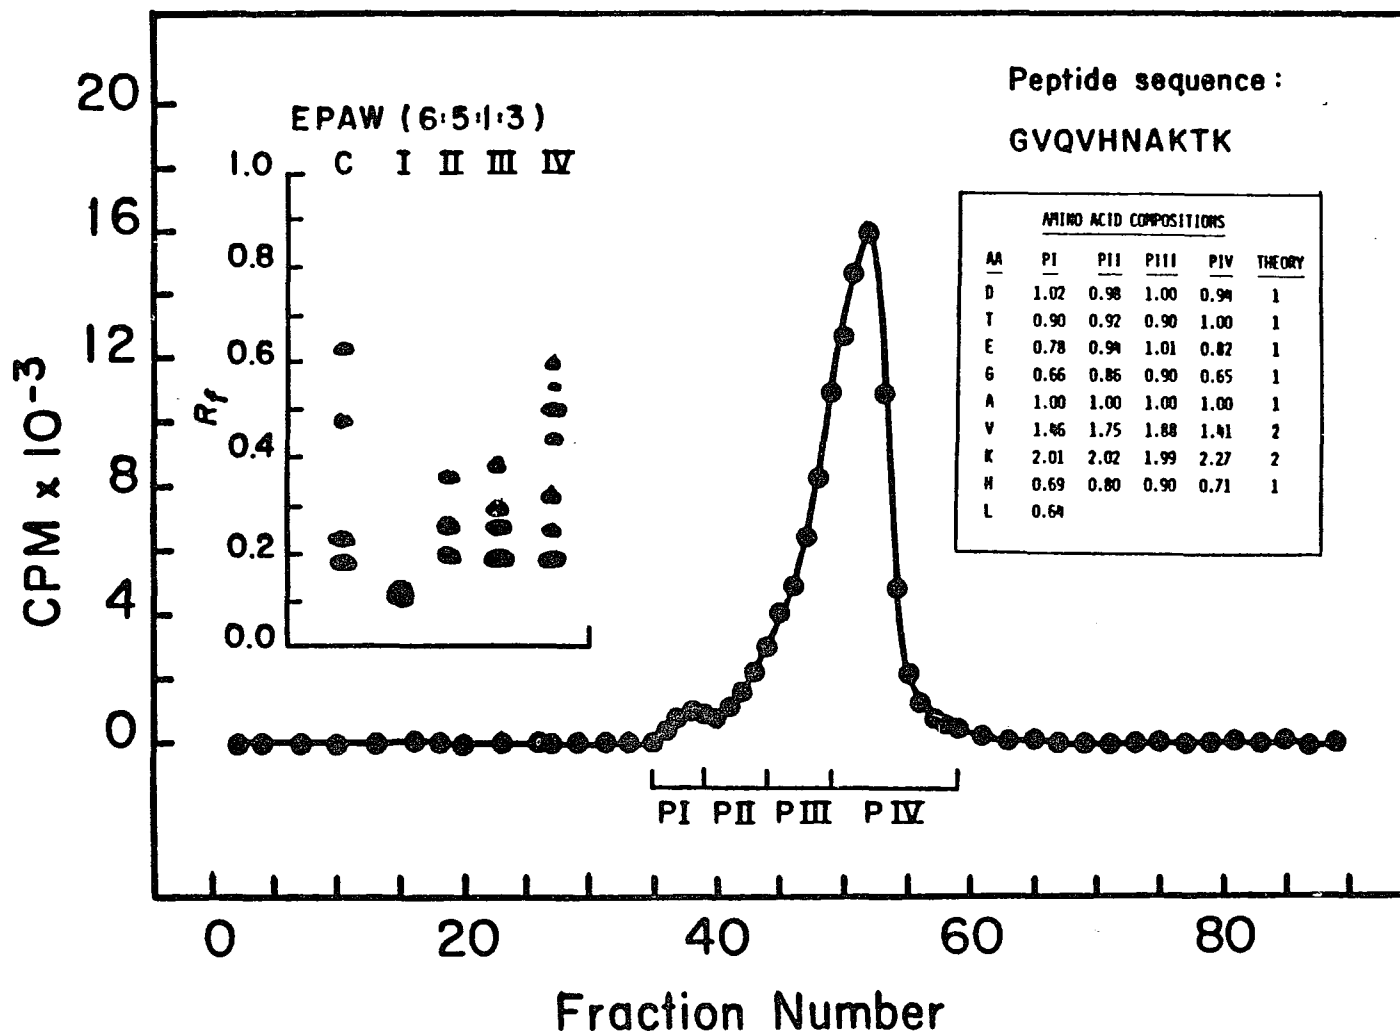 Peptide sequence:
GVQVHNAKTK
EPAW (6:5:1:3)
C I II III IV
1.0
0.8
0.6
0.4
0.2
0.0
Rf
AMINO ACID COMPOSITIONS
AA PI PII PIII PIV THEORY
D 1.02 0.98 1.00 0.94 1
T 0.90 0.92 0.90 1.00 1
E 0.78 0.94 1.01 0.82 1
G 0.66 0.86 0.90 0.65 1
A 1.00 1.00 1.00 1.00 1
V 1.46 1.75 1.88 1.41 2
K 2.01 2.02 1.99 2.27 2
H 0.69 0.80 0.90 0.71 1
L 0.64
20
16
12
8
4
0
CPM x 10-3
PI PII PIII PIV
0 20 40 60 80
Fraction Number